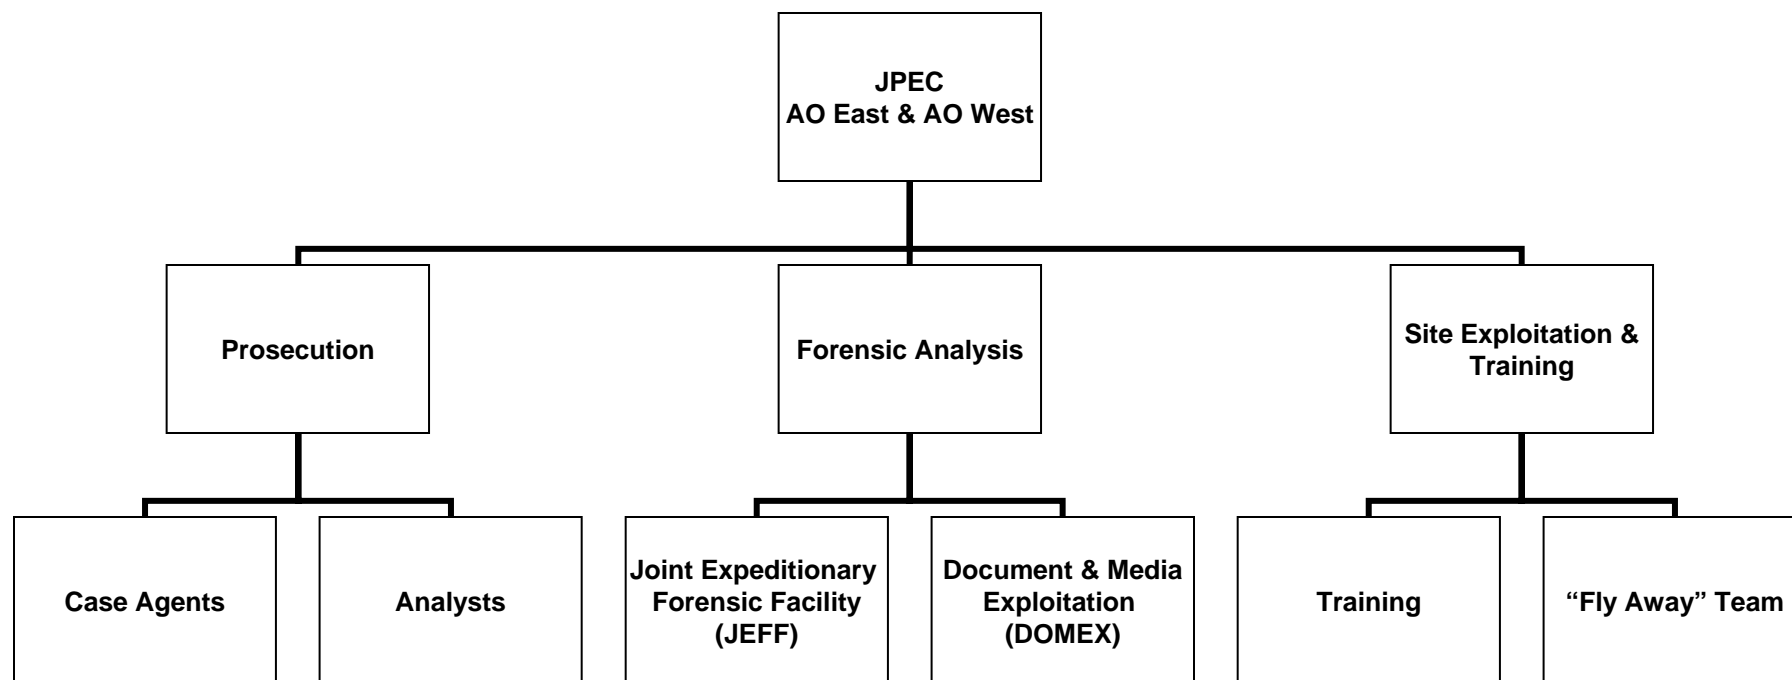 JPEC
AO East & AO West
Prosecution
Forensic Analysis
Site Exploitation &
Training
Case Agents
Analysts
Joint Expeditionary
Forensic Facility
(JEFF)
Document & Media
Exploitation
(DOMEX)
Training
“Fly Away” Team